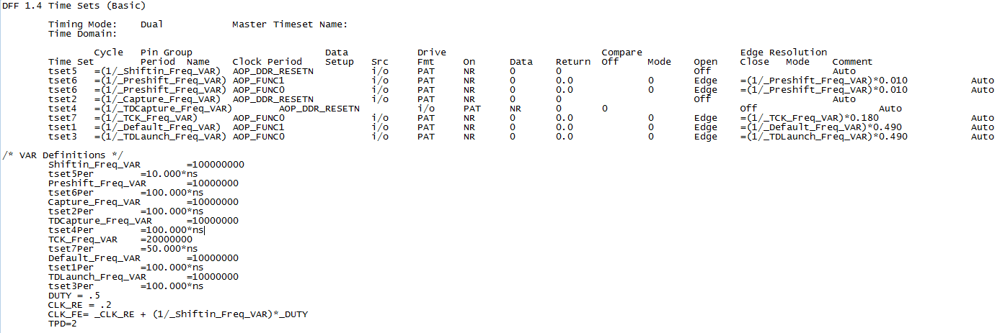 DFF 1.4 Time Sets (Basic)
Timing Mode: Dual Master Timeset Name:
Time Domain:
Cycle Pin Group Data Drive Compare Edge Resolution
Time Set Period Name Clock Period Setup Src Fmt On Data Return Off Mode Open Close Mode Comment
tset5 =(1/_Shiftin_Freq_VAR) AOP_DDR_RESETN i/o PAT NR 0 0 Off Auto
tset6 =(1/_Preshift_Freq_VAR) AOP_FUNC1 i/o PAT NR 0 0.0 0 Edge =(1/_Preshift_Freq_VAR)*0.010 Auto
tset6 =(1/_Preshift_Freq_VAR) AOP_FUNC0 i/o PAT NR 0 0.0 0 Edge =(1/_Preshift_Freq_VAR)*0.010 Auto
tset2 =(1/_Capture_Freq_VAR) AOP_DDR_RESETN i/o PAT NR 0 0 Off Auto
tset4 =(1/_TDCapture_Freq_VAR) AOP_DDR_RESETN i/o PAT NR 0 0 Off Auto
tset7 =(1/_TCK_Freq_VAR) AOP_FUNC0 i/o PAT NR 0 0.0 0 Edge =(1/_TCK_Freq_VAR)*0.180 Auto
tset1 =(1/_Default_Freq_VAR) AOP_FUNC1 i/o PAT NR 0 0.0 0 Edge =(1/_Default_Freq_VAR)*0.490 Auto
tset3 =(1/_TDLaunch_Freq_VAR) AOP_FUNC0 i/o PAT NR 0 0.0 0 Edge =(1/_TDLaunch_Freq_VAR)*0.490 Auto
/* VAR Definitions */
Shiftin_Freq_VAR =100000000
tset5Per =10.000*ns
Preshift_Freq_VAR =10000000
tset6Per =100.000*ns
Capture_Freq_VAR =10000000
tset2Per =100.000*ns
TDCapture_Freq_VAR =10000000
tset4Per =100.000*ns
TCK_Freq_VAR =20000000
tset7Per =50.000*ns
Default_Freq_VAR =10000000
tset1Per =100.000*ns
TDLaunch_Freq_VAR =10000000
tset3Per =100.000*ns
DUTY = .5
CLK_RE = .2
CLK_FE= _CLK_RE + (1/_Shiftin_Freq_VAR)*_DUTY
TPD=2